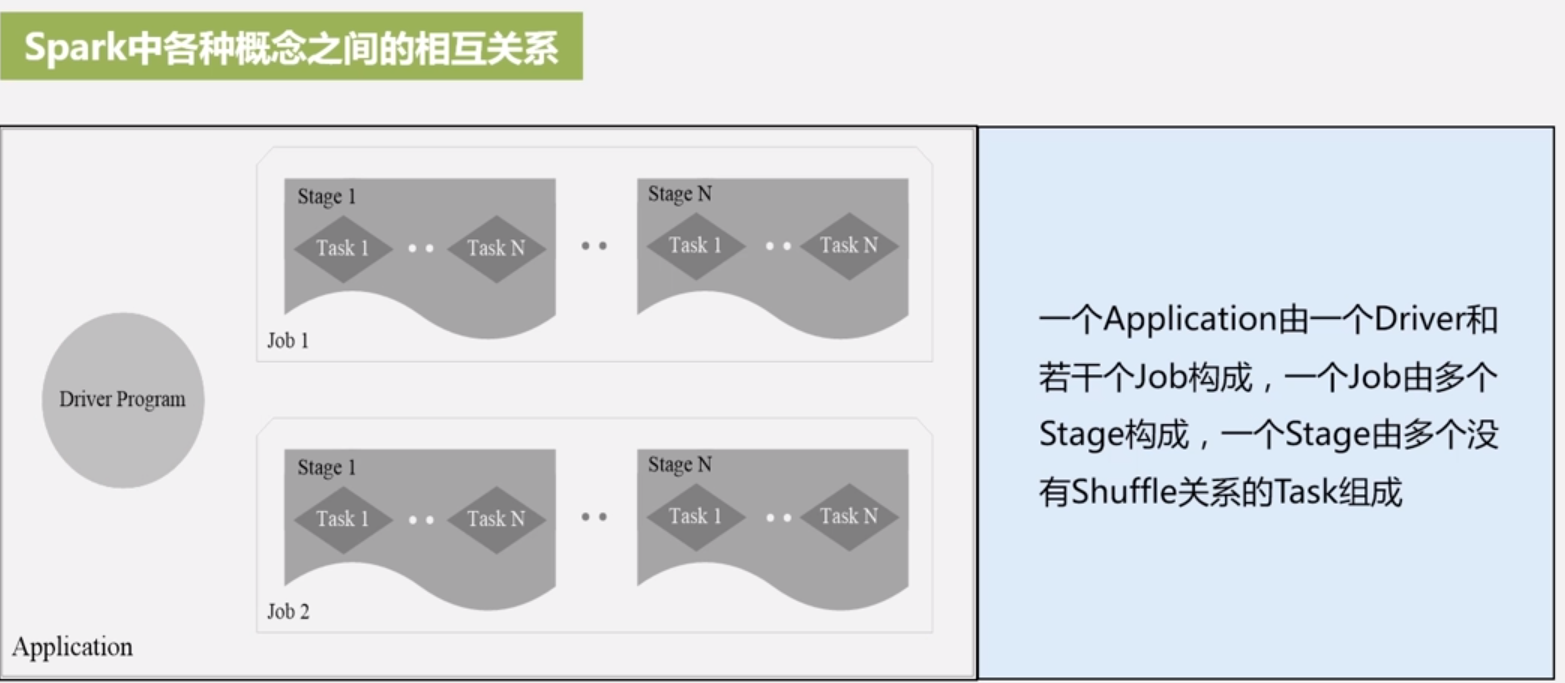 Spark中各种概念之间的相互关系
Stage 1
Task 1
Task N
Stage N
Task 1
Task N
Job 1
Driver Program
Stage 1
Task 1
Task N
Stage N
Task 1
Task N
Job 2
Application
一个Application由一个Driver和
若干个Job构成，一个Job由多个
Stage构成，一个Stage由多个没
有Shuffle关系的Task组成